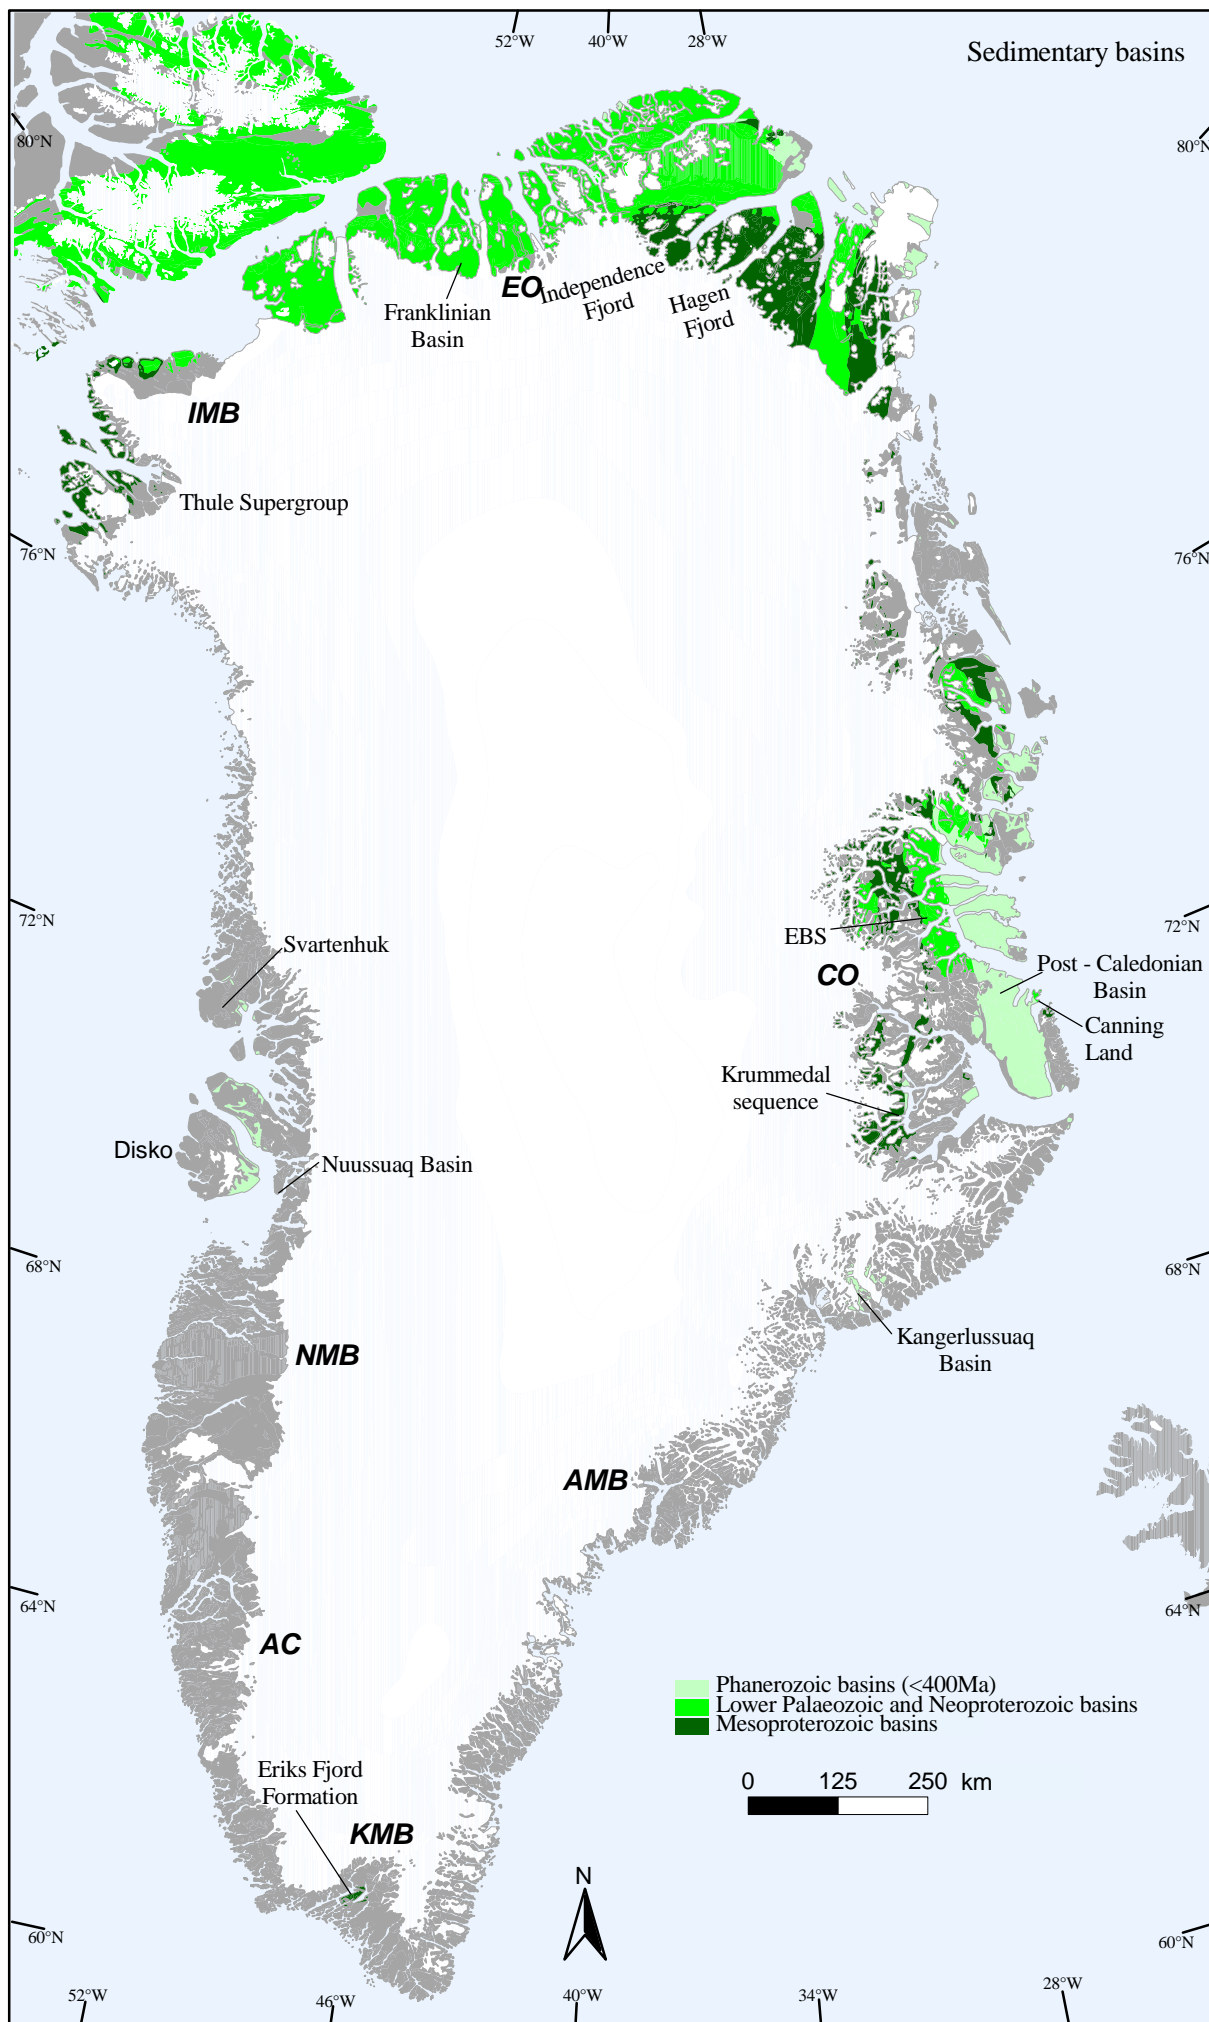 52°W
40°W
28°W
Sedimentary basins
80°N
80°N
Franklinian
Basin
EO
Independence
Fjord
Hagen
Fjord
IMB
Thule Supergroup
76°N
76°N
72°N
72°N
Svartenhuk
EBS
CO
Post - Caledonian
Basin
Canning
Land
Krummedal
sequence
Disko
Nuussuaq Basin
68°N
68°N
Kangerlussuaq
Basin
NMB
AMB
64°N
64°N
AC
Phanerozoic basins (<400Ma)
Lower Palaeozoic and Neoproterozoic basins
Mesoproterozoic basins
0 125 250 km
Eriks Fjord
Formation
KMB
N
60°N
60°N
52°W
46°W
40°W
34°W
28°W